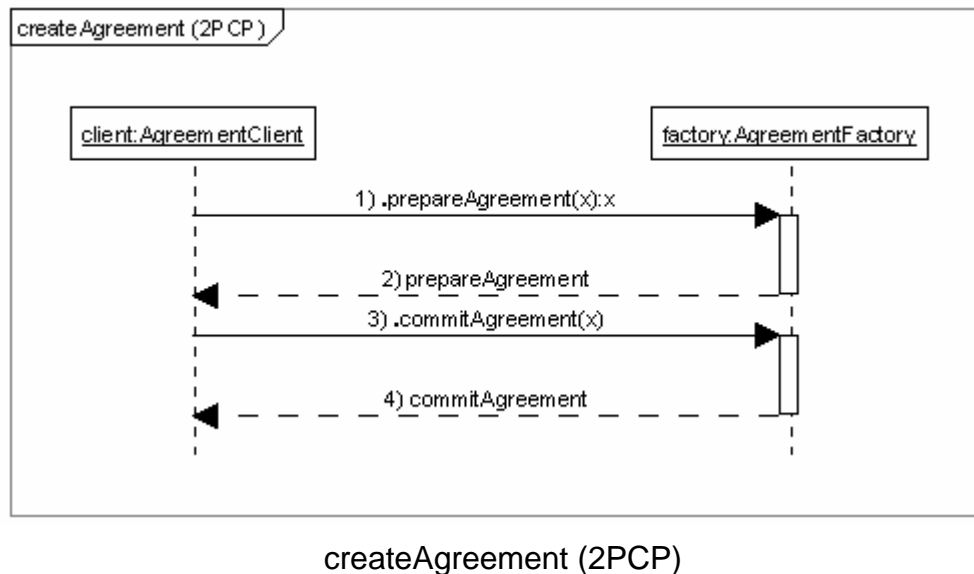 createAgreement (2PCP)
client:AgreementClient
factory:AgreementFactory
1) .prepareAgreement(x):x
2) prepareAgreement
3) .commitAgreement(x)
4) commitAgreement
createAgreement (2PCP)